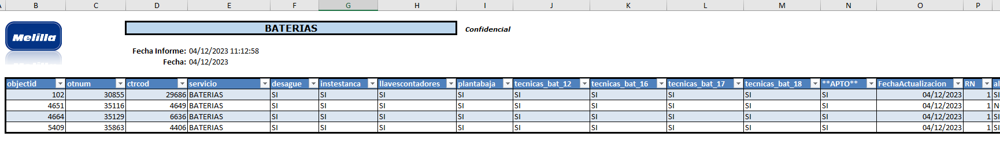 A B C D E F G H I J K L M N O P
Melilla
BATERIAS
Confidencial
Fecha Informe: 04/12/2023 11:12:58
Fecha: 04/12/2023
objectid otnum ctrcod servicio desague instestanca llavescontadores plantabaja tecnicas_bat_12 tecnicas_bat_16 tecnicas_bat_17 tecnicas_bat_18 **APTO** FechaActualizacion RN al
102 30855 29686 BATERIAS SI SI SI SI SI SI SI SI SI 04/12/2023 1 SI
4651 35116 4649 BATERIAS SI SI SI SI SI SI SI SI SI 04/12/2023 1 N
4664 35129 6636 BATERIAS SI SI SI SI SI SI SI SI SI 04/12/2023 1 SI
5409 35863 4406 BATERIAS SI SI SI SI SI SI SI SI SI 04/12/2023 1 SI